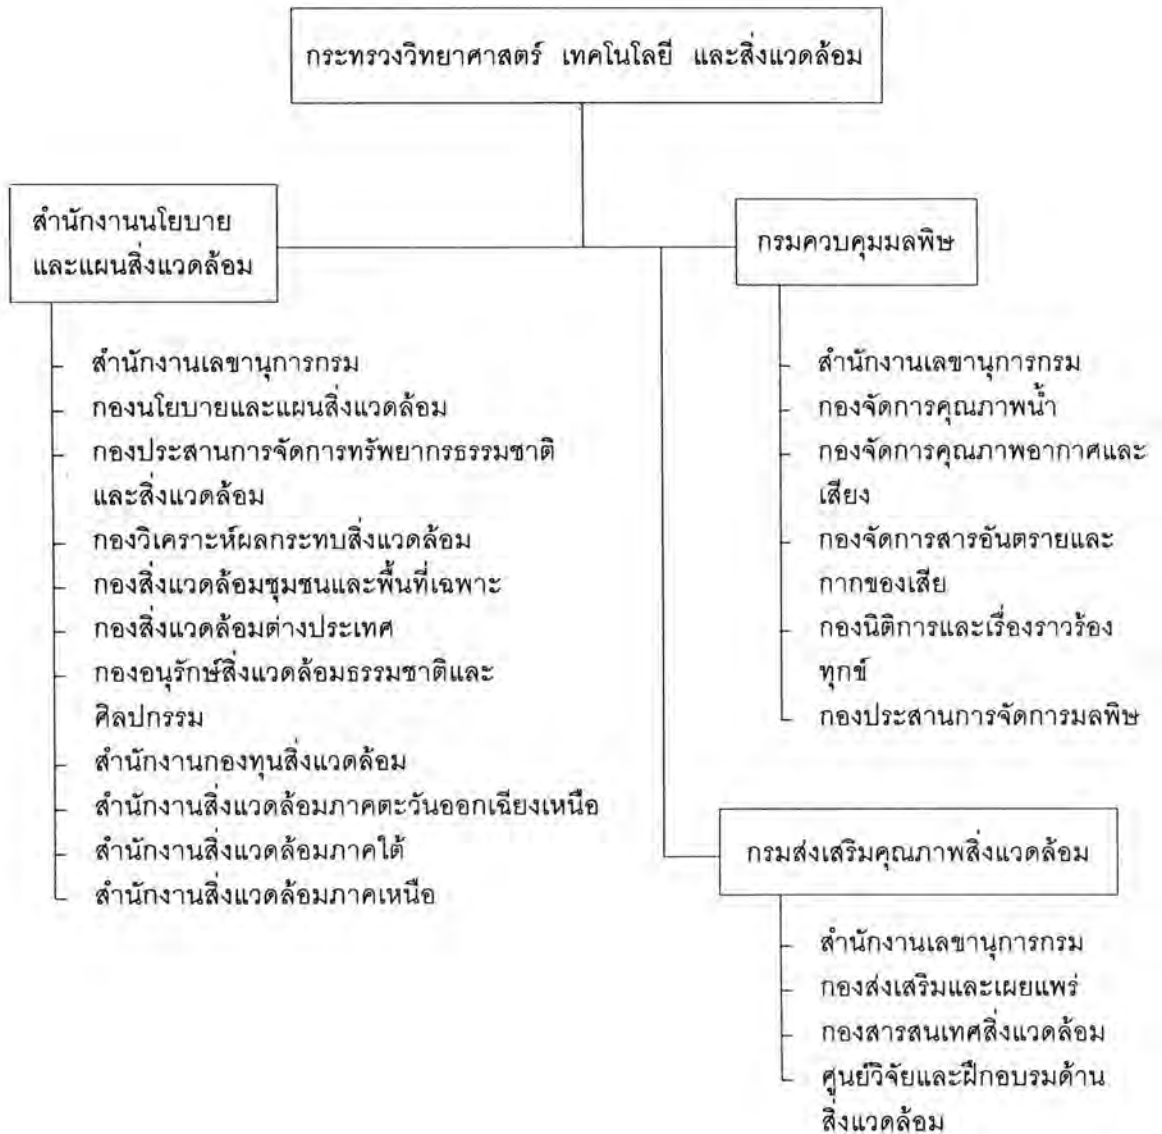 กระทรวงวิทยาศาสตร์ เทคโนโลยี และสิ่งแวดล้อม
สำนักงานนโยบาย
และแผนสิ่งแวดล้อม
สำนักงานเลขานุการกรม
กองนโยบายและแผนสิ่งแวดล้อม
กองประสานการจัดการทรัพยากรธรรมชาติ
และสิ่งแวดล้อม
กองวิเคราะห์ผลกระทบสิ่งแวดล้อม
กองสิ่งแวดล้อมชุมชนและพื้นที่เฉพาะ
กองสิ่งแวดล้อมต่างประเทศ
กองอนุรักษ์สิ่งแวดล้อมธรรมชาติและ
ศิลปกรรม
สำนักงานกองทุนสิ่งแวดล้อม
สำนักงานสิ่งแวดล้อมภาคตะวันออกเฉียงเหนือ
สำนักงานสิ่งแวดล้อมภาคใต้
สำนักงานสิ่งแวดล้อมภาคเหนือ
กรมควบคุมมลพิษ
สำนักงานเลขานุการกรม
กองจัดการคุณภาพน้ำ
กองจัดการคุณภาพอากาศและ
เสียง
กองจัดการสารอันตรายและ
กากของเสีย
กองนิติการและเรื่องราวร้อง
ทุกข์
กองประสานการจัดการมลพิษ
กรมส่งเสริมคุณภาพสิ่งแวดล้อม
สำนักงานเลขานุการกรม
กองส่งเสริมและเผยแพร่
กองสารสนเทศสิ่งแวดล้อม
ศูนย์วิจัยและฝึกอบรมด้าน
สิ่งแวดล้อม